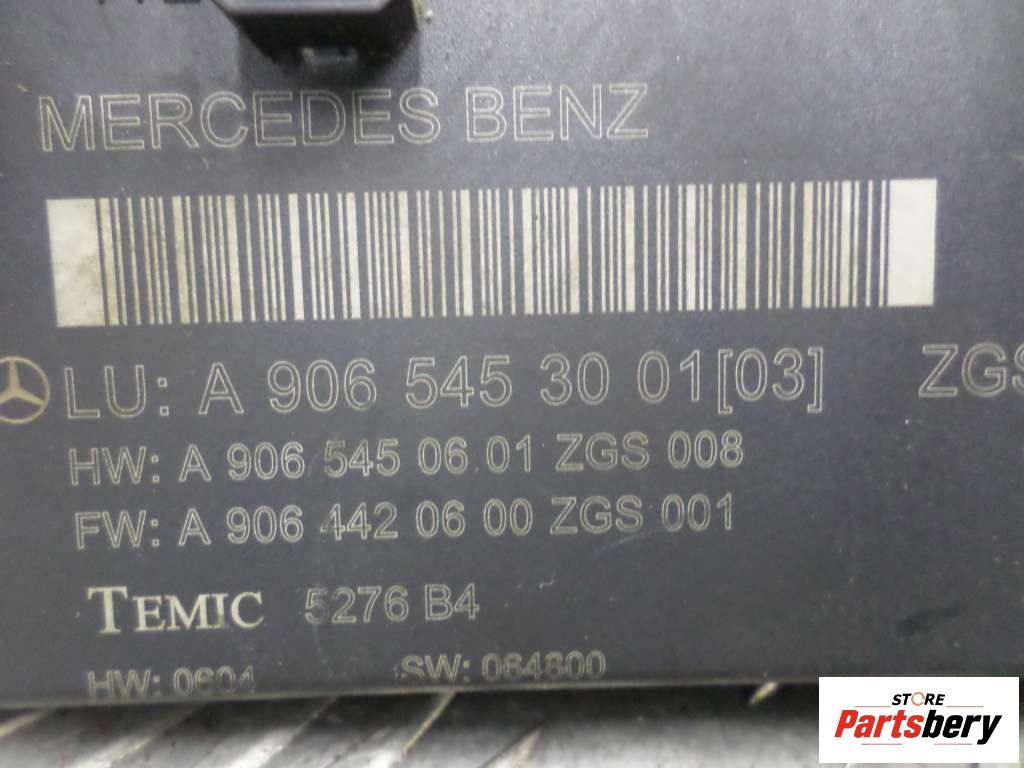 MERCEDES BENZ
LU: A 906 545 30 01[03] ZGS
HW: A 906 545 06 01 ZGS 008
FW: A 906 442 06 00 ZGS 001
TEMIC 5276 B4
HW: 0604 SW: 064800
STORE
Partsbery